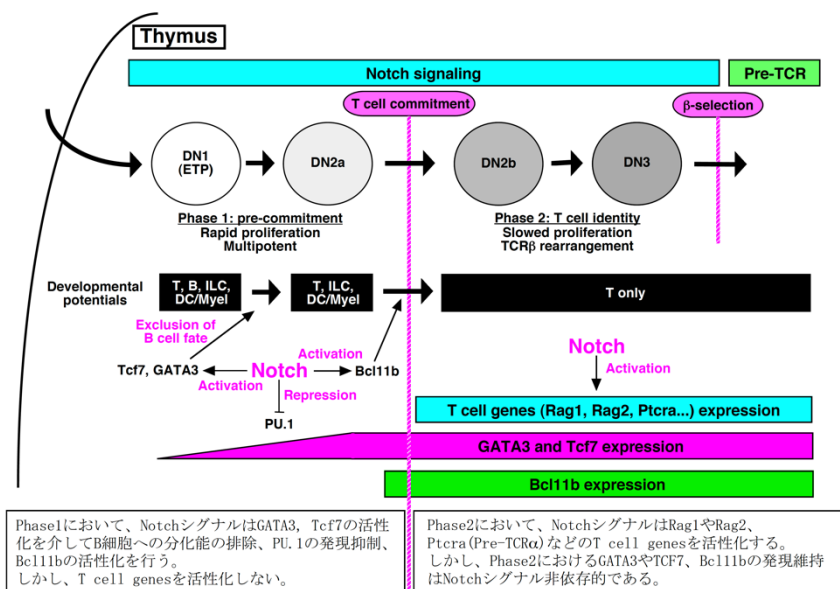 Thymus
Notch signaling
Pre-TCR
T cell commitment
β-selection
DN1
(ETP)
DN2a
DN2b
DN3
Phase 1: pre-commitment
Rapid proliferation
Multipotent
Phase 2: T cell identity
Slowed proliferation
TCRβ rearrangement
Developmental
potentials
T, B, ILC,
DC/Myel
T, ILC,
DC/Myel
T only
Exclusion of
B cell fate
Tcf7, GATA3
Activation
Notch
Activation
Bcl11b
Repression
PU.1
Notch
Activation
T cell genes (Rag1, Rag2, Ptcra...) expression
GATA3 and Tcf7 expression
Bcl11b expression
Phase1において、NotchシグナルはGATA3, Tcf7の活性
化を介してB細胞への分化能の排除、PU.1の発現抑制、
Bcl11bの活性化を行う。
しかし、T cell genesを活性化しない。
Phase2において、NotchシグナルはRag1やRag2、
Ptcra(Pre-TCRα)などのT cell genesを活性化する。
しかし、Phase2におけるGATA3やTCF7、Bcl11bの発現維持
はNotchシグナル非依存的である。